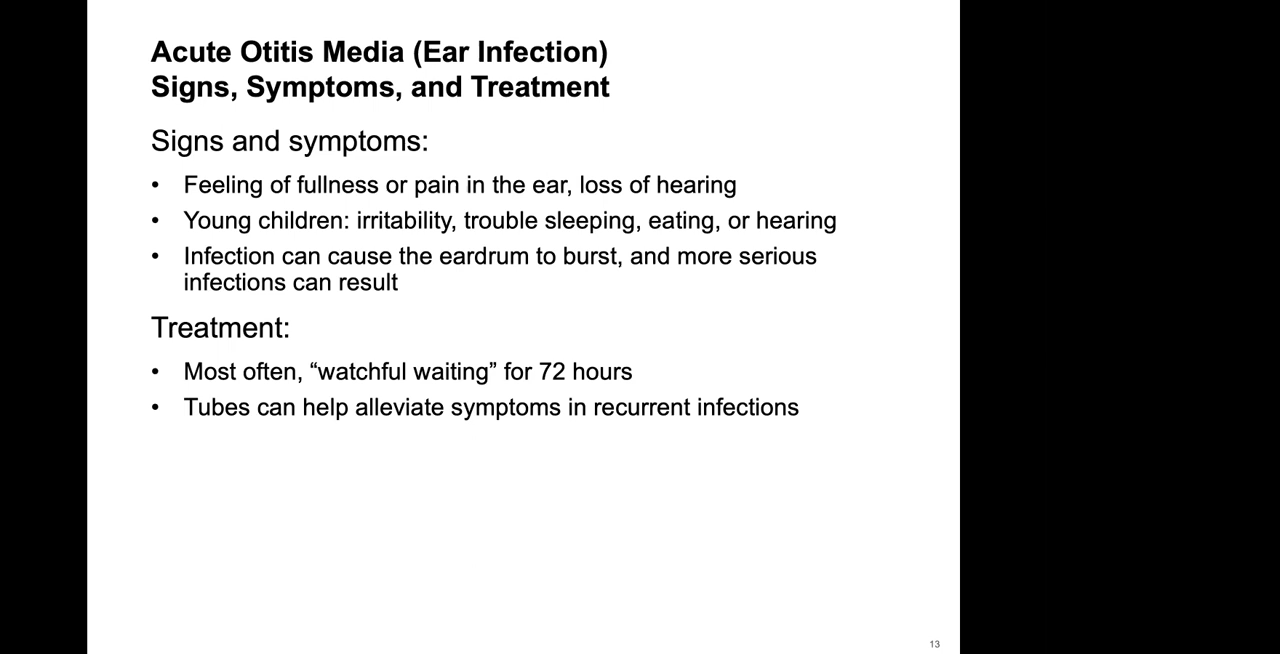 Acute Otitis Media (Ear Infection)
Signs, Symptoms, and Treatment
Signs and symptoms:
• Feeling of fullness or pain in the ear, loss of hearing
• Young children: irritability, trouble sleeping, eating, or hearing
• Infection can cause the eardrum to burst, and more serious
infections can result
Treatment:
• Most often, “watchful waiting” for 72 hours
• Tubes can help alleviate symptoms in recurrent infections
13